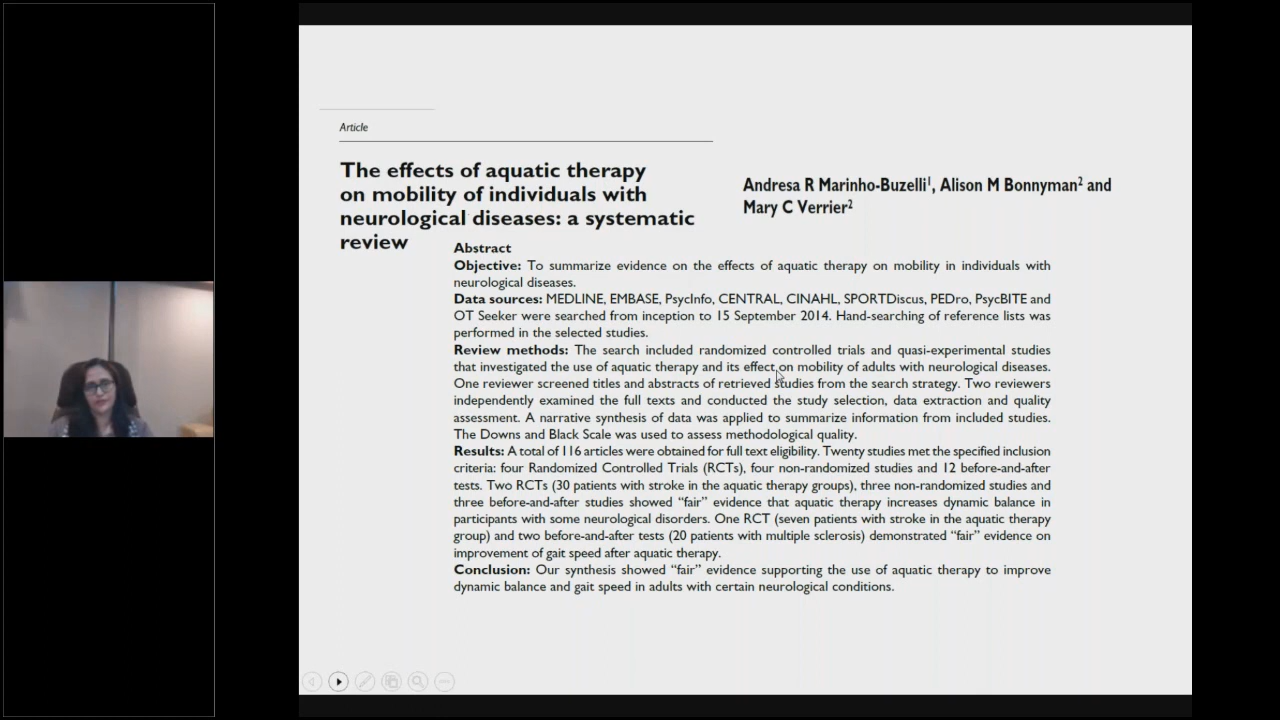 Article
The effects of aquatic therapy
on mobility of individuals with
neurological diseases: a systematic
review
Andresa R Marinho-Buzelli¹, Alison M Bonnyman² and
Mary C Verrier²
Abstract
Objective: To summarize evidence on the effects of aquatic therapy on mobility in individuals with
neurological diseases.
Data sources: MEDLINE, EMBASE, PsycInfo, CENTRAL, CINAHL, SPORTDiscus, PEDro, PsycBITE and
OT Seeker were searched from inception to 15 September 2014. Hand-searching of reference lists was
performed in the selected studies.
Review methods: The search included randomized controlled trials and quasi-experimental studies
that investigated the use of aquatic therapy and its effect on mobility of adults with neurological diseases.
One reviewer screened titles and abstracts of retrieved studies from the search strategy. Two reviewers
independently examined the full texts and conducted the study selection, data extraction and quality
assessment. A narrative synthesis of data was applied to summarize information from included studies.
The Downs and Black Scale was used to assess methodological quality.
Results: A total of 116 articles were obtained for full text eligibility. Twenty studies met the specified inclusion
criteria: four Randomized Controlled Trials (RCTs), four non-randomized studies and 12 before-and-after
tests. Two RCTs (30 patients with stroke in the aquatic therapy groups), three non-randomized studies and
three before-and-after studies showed “fair” evidence that aquatic therapy increases dynamic balance in
participants with some neurological disorders. One RCT (seven patients with stroke in the aquatic therapy
group) and two before-and-after tests (20 patients with multiple sclerosis) demonstrated “fair” evidence on
improvement of gait speed after aquatic therapy.
Conclusion: Our synthesis showed “fair” evidence supporting the use of aquatic therapy to improve
dynamic balance and gait speed in adults with certain neurological conditions.